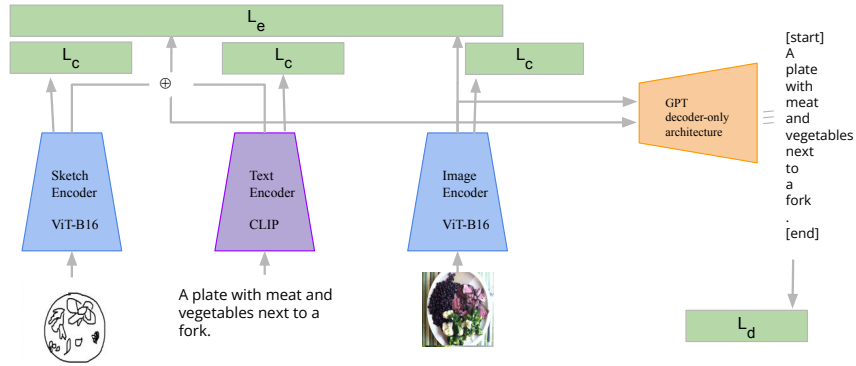 Le
Lc
Lc
Lc
⊕
Sketch
Encoder
ViT-B16
Text
Encoder
CLIP
Image
Encoder
ViT-B16
GPT
decoder-only
architecture
A plate with meat and
vegetables next to a
fork.
[start]
A
plate
with
meat
and
vegetables
next
to
a
fork
.
[end]
Ld